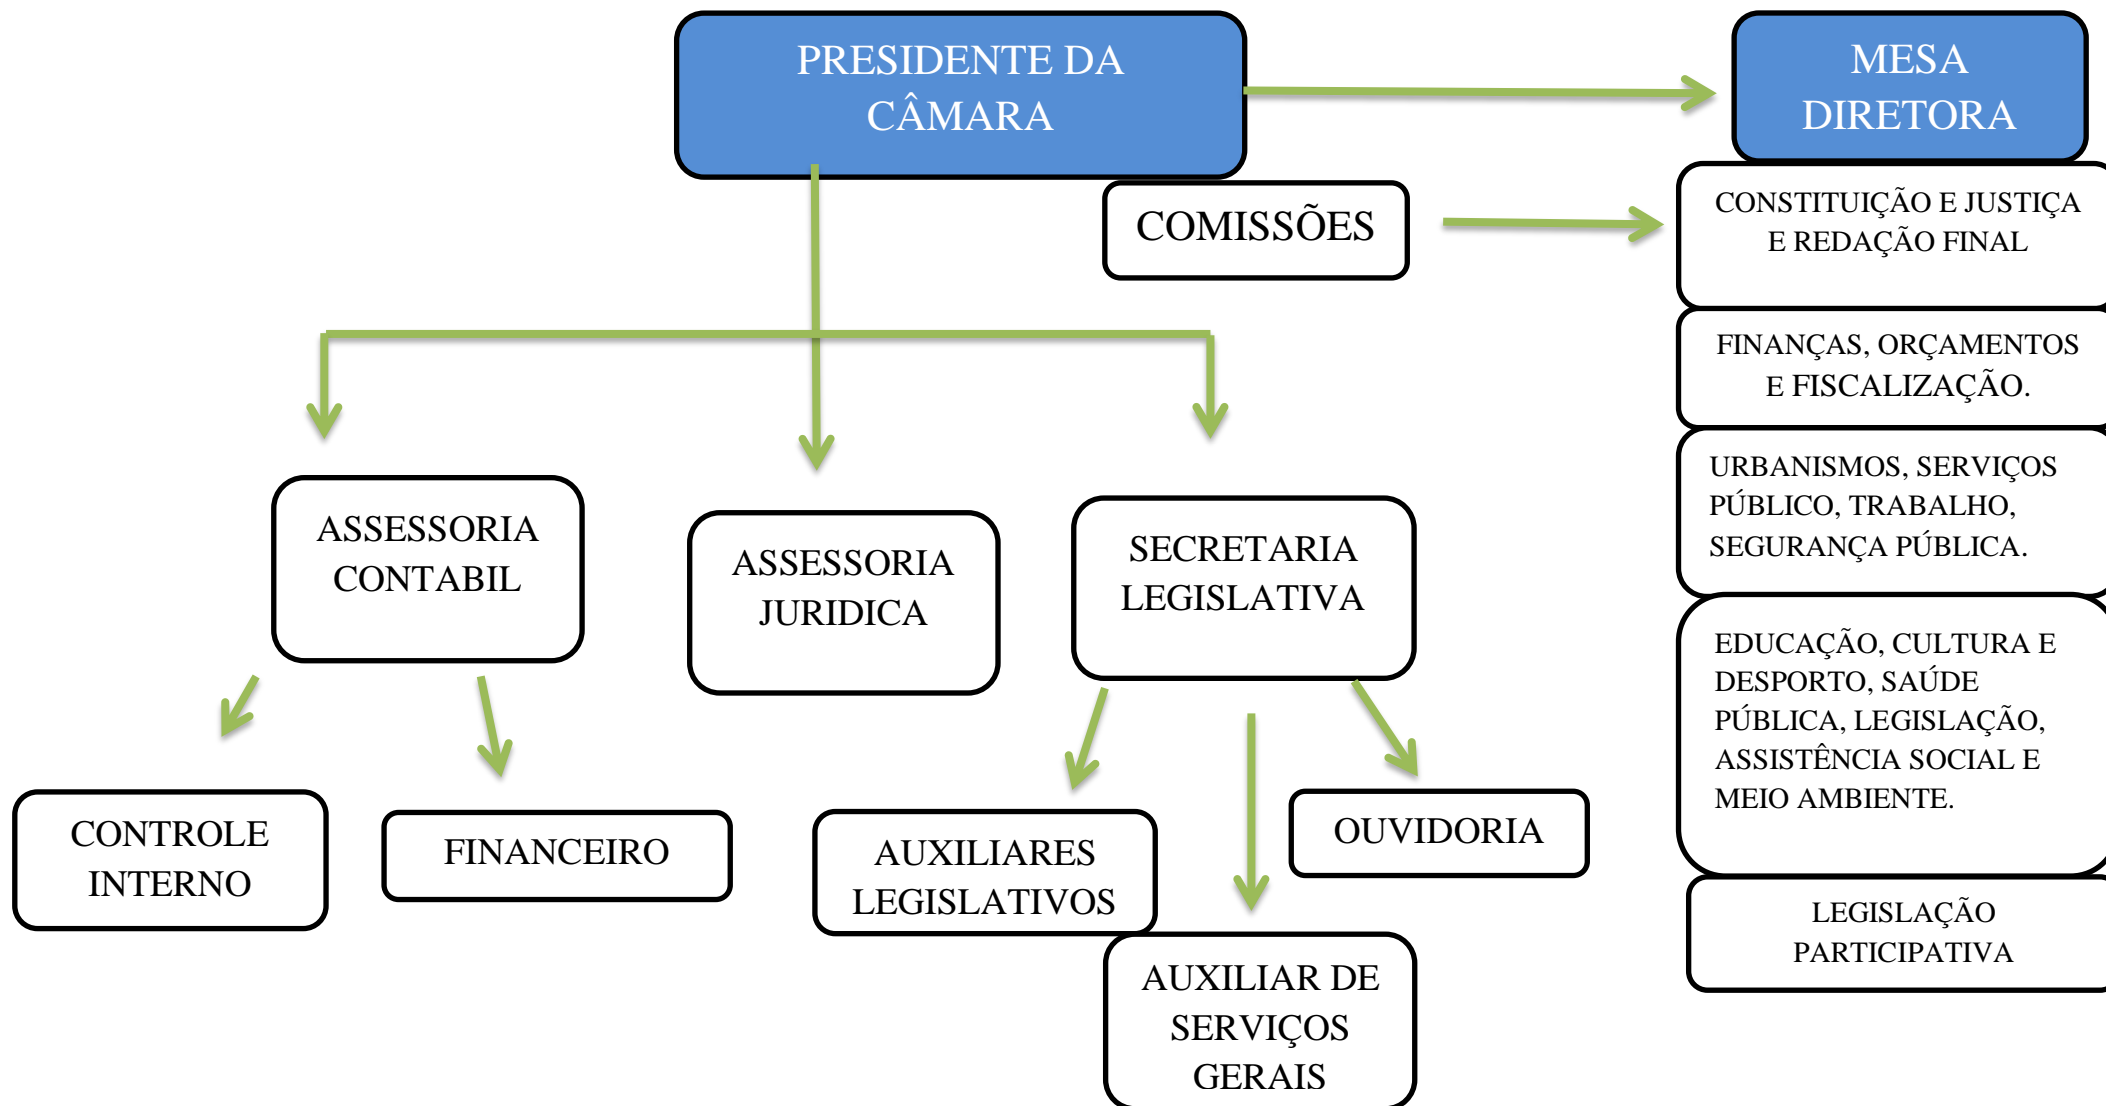 PRESIDENTE DA
CÂMARA
MESA
DIRETORA
COMISSÕES
CONSTITUIÇÃO E JUSTIÇA
E REDAÇÃO FINAL
FINANÇAS, ORÇAMENTOS
E FISCALIZAÇÃO.
URBANISMOS, SERVIÇOS
PÚBLICO, TRABALHO,
SEGURANÇA PÚBLICA.
EDUCAÇÃO, CULTURA E
DESPORTO, SAÚDE
PÚBLICA, LEGISLAÇÃO,
ASSISTÊNCIA SOCIAL E
MEIO AMBIENTE.
LEGISLAÇÃO
PARTICIPATIVA
ASSESSORIA
CONTABIL
ASSESSORIA
JURIDICA
SECRETARIA
LEGISLATIVA
CONTROLE
INTERNO
FINANCEIRO
AUXILIARES
LEGISLATIVOS
OUVIDORIA
AUXILIAR DE
SERVIÇOS
GERAIS